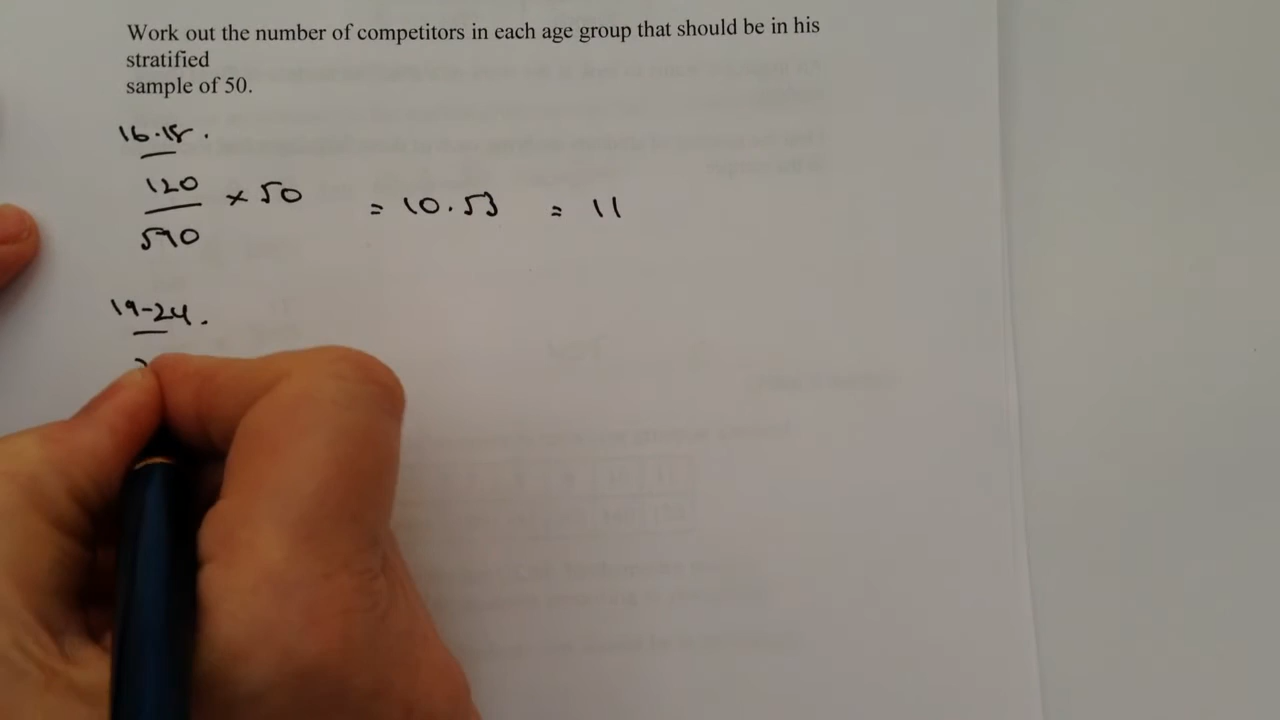 Work out the number of competitors in each age group that should be in his
stratified
sample of 50.
16-18.
120
570
× 50 = 10.53 = 11
19-24.